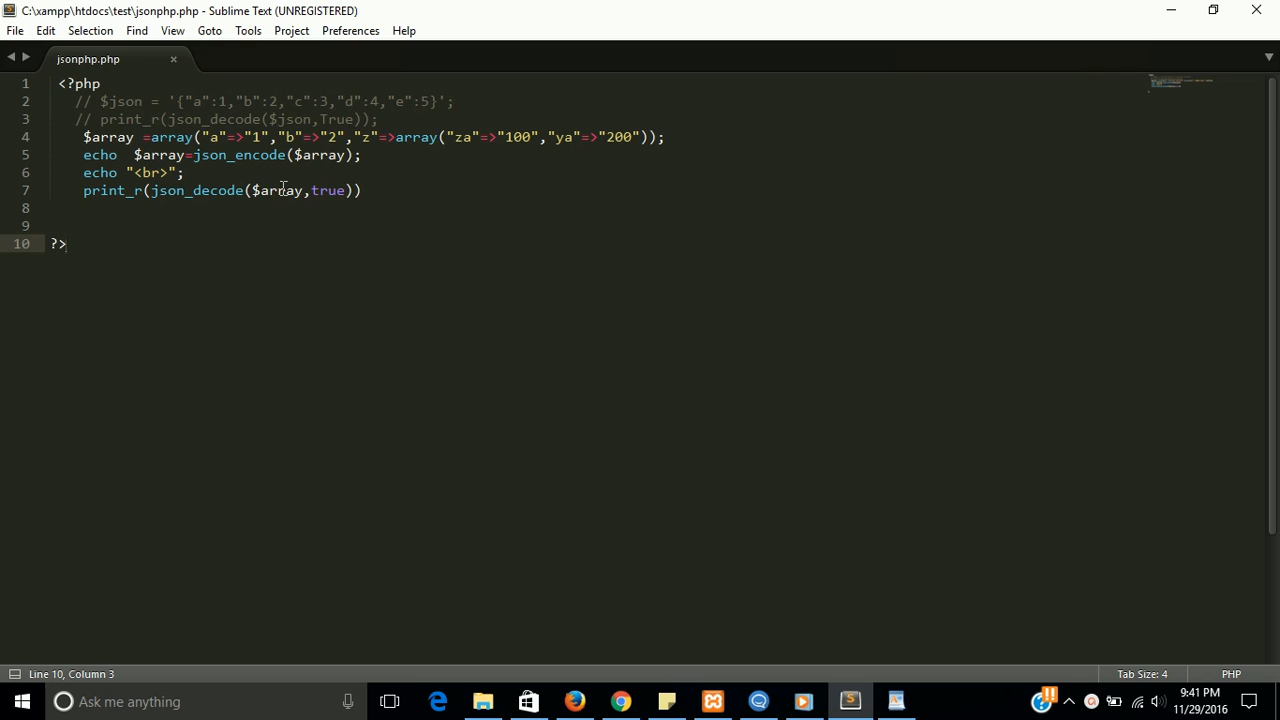 C:\xampp\htdocs\test\jsonphp.php - Sublime Text (UNREGISTERED)
File Edit Selection Find View Goto Tools Project Preferences Help
jsonphp.php ×
1 <?php
2 // $json = '{"a":1,"b":2,"c":3,"d":4,"e":5}';
3 // print_r(json_decode($json,True));
4 $array =array("a"=>"1","b"=>"2","z"=>array("za"=>"100","ya"=>"200"));
5 echo  $array=json_encode($array);
6 echo "<br>";
7 print_r(json_decode($array,true))
8
9
10 ?>
Line 10, Column 3 Tab Size: 4 PHP
Ask me anything
9:41 PM
11/29/2016